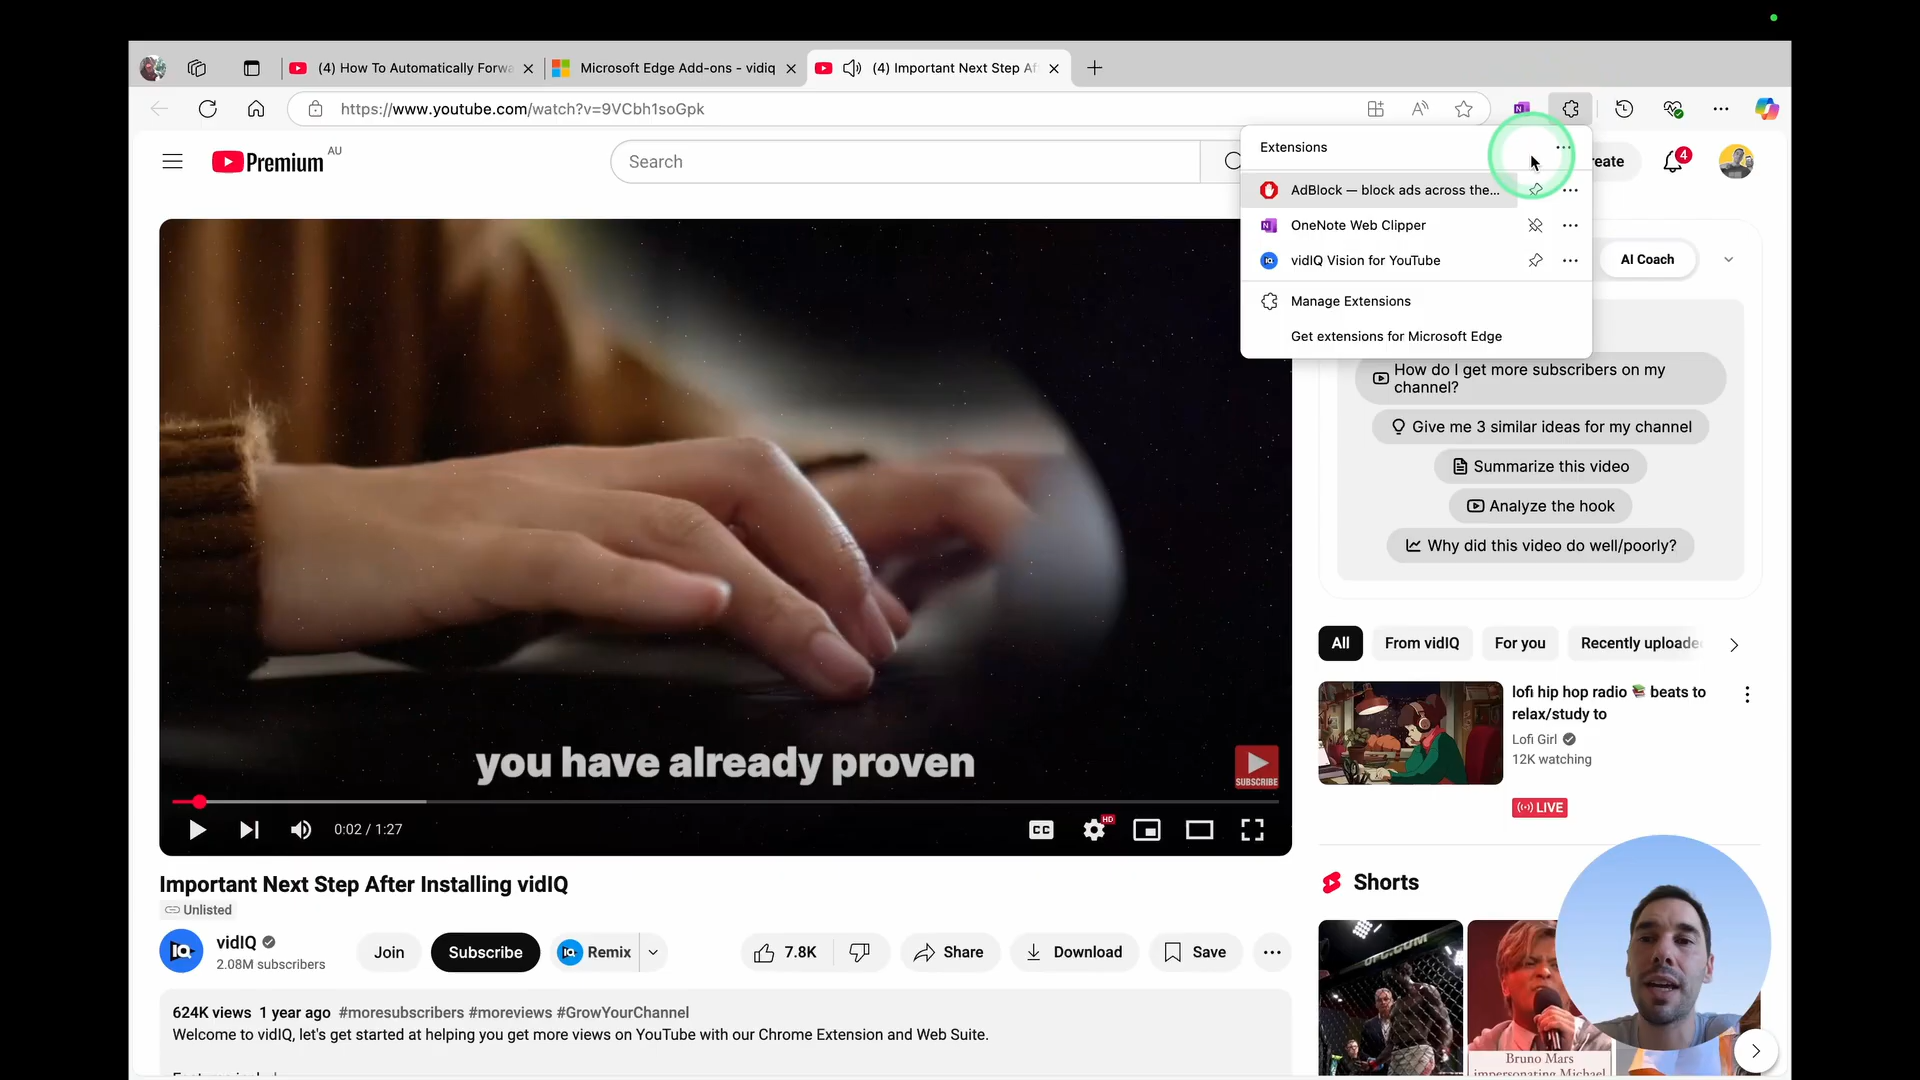 (4) How To Automatically Forwa
Microsoft Edge Add-ons - vidiq
(4) Important Next Step Af
https://www.youtube.com/watch?v=9VCbh1soGpk
Premium
AU
Search
Extensions
reate
4
AdBlock — block ads across the...
OneNote Web Clipper
vidIQ Vision for YouTube
Manage Extensions
Get extensions for Microsoft Edge
AI Coach
How do I get more subscribers on my
channel?
Give me 3 similar ideas for my channel
Summarize this video
Analyze the hook
Why did this video do well/poorly?
you have already proven
SUBSCRIBE
0:02 / 1:27
CC
HD
All
From vidIQ
For you
Recently uploade
lofi hip hop radio 📚 beats to
relax/study to
Lofi Girl
12K watching
LIVE
Important Next Step After Installing vidIQ
Unlisted
vidIQ
2.08M subscribers
Join
Subscribe
Remix
7.8K
Share
Download
Save
Shorts
624K views 1 year ago #moresubscribers #moreviews #GrowYourChannel
Welcome to vidIQ, let's get started at helping you get more views on YouTube with our Chrome Extension and Web Suite.
UFC.COM
Bruno Mars
impersonating Michael